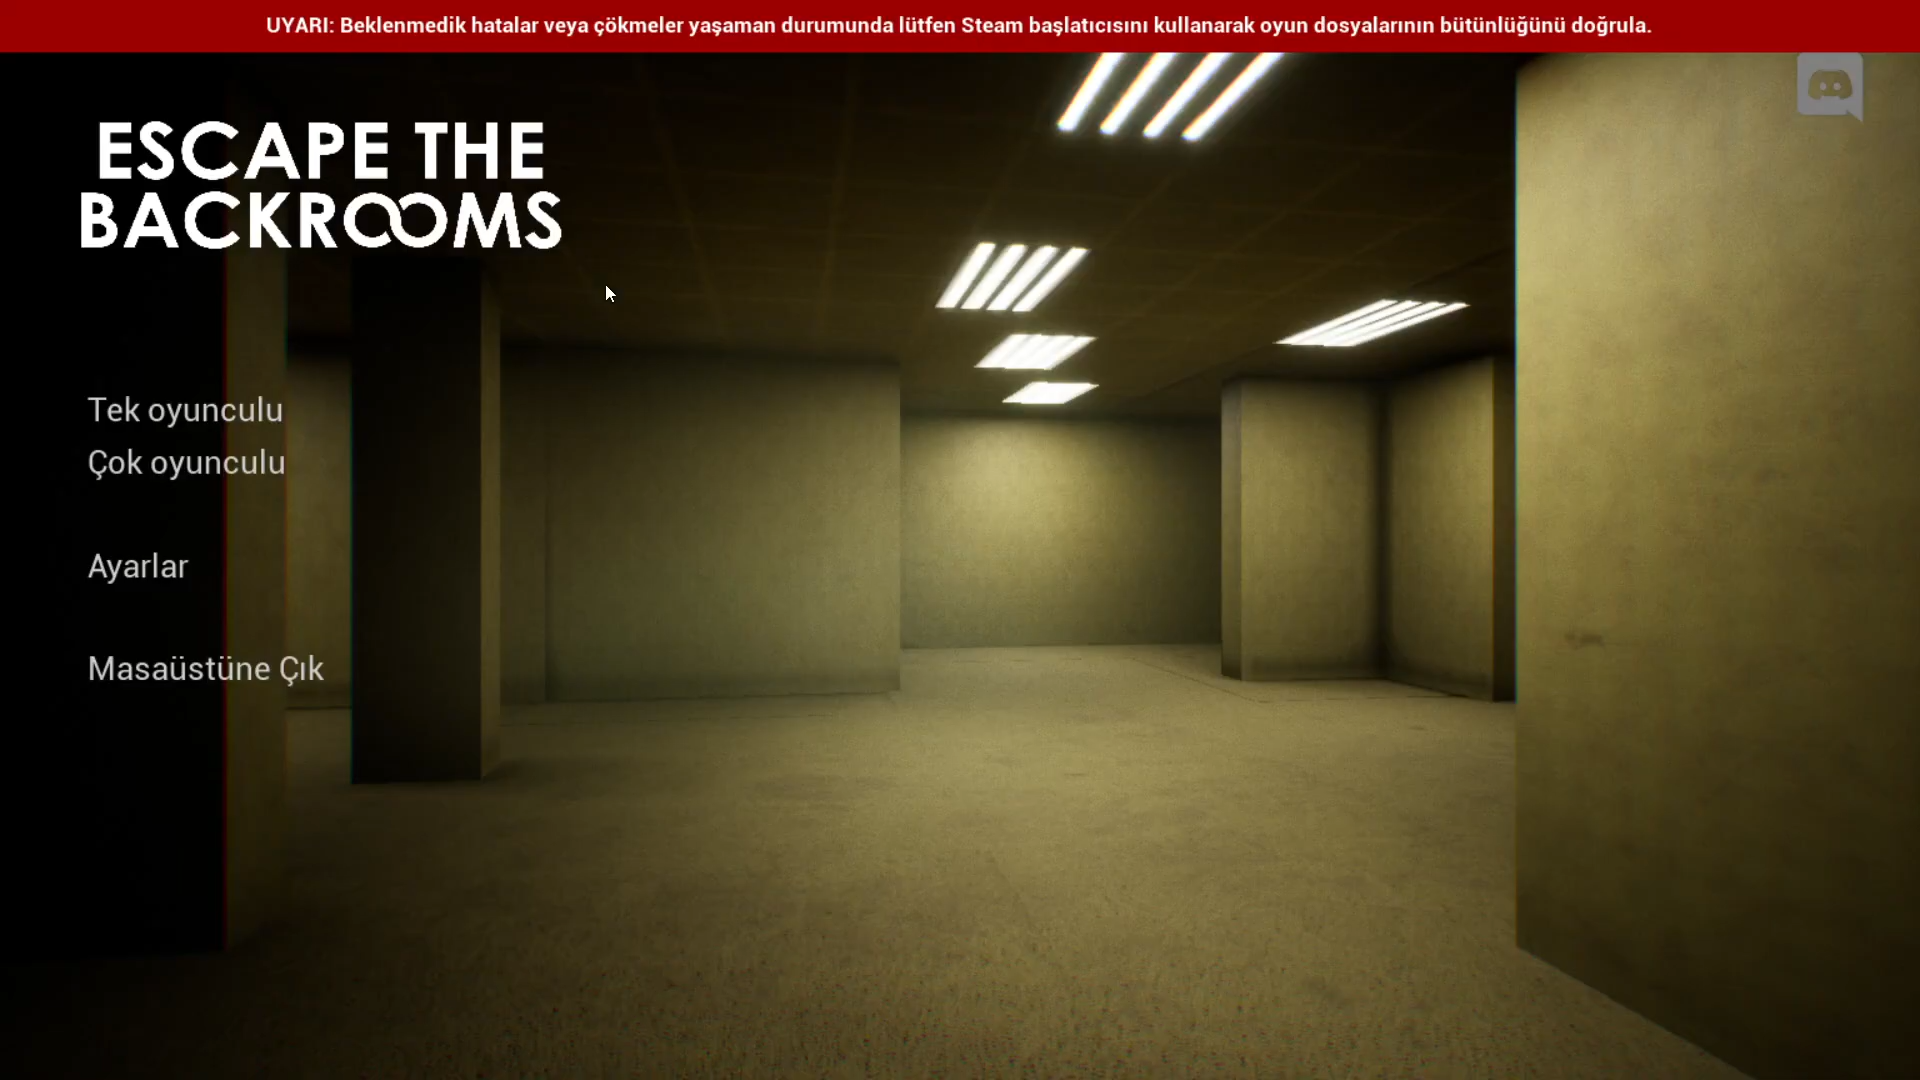 UYARI: Beklenmedik hatalar veya çökmeler yaşaman durumunda lütfen Steam başlatıcısını kullanarak oyun dosyalarının bütünlüğünü doğrula.
ESCAPE THE
BACKROOMS
Tek oyunculu
Çok oyunculu
Ayarlar
Masaüstüne Çık